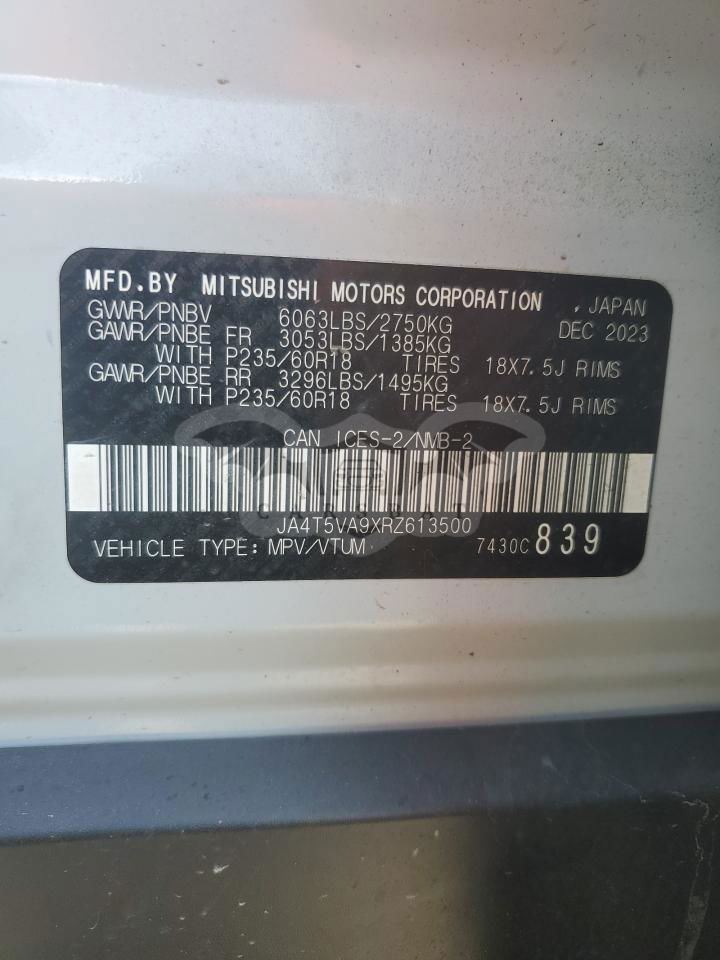 MFD.BY MITSUBISHI MOTORS CORPORATION , JAPAN
GVWR/PNBV 6063LBS/2750KG DEC 2023
GAWR/PNBE FR 3053LBS/1385KG
WITH P235/60R18 TIRES 18X7.5J RIMS
GAWR/PNBE RR 3296LBS/1495KG
WITH P235/60R18 TIRES 18X7.5J RIMS
CAN ICES-2/NMB-2
JA4T5VA9XRZ613500
VEHICLE TYPE: MPV/VTUM 7430C 839